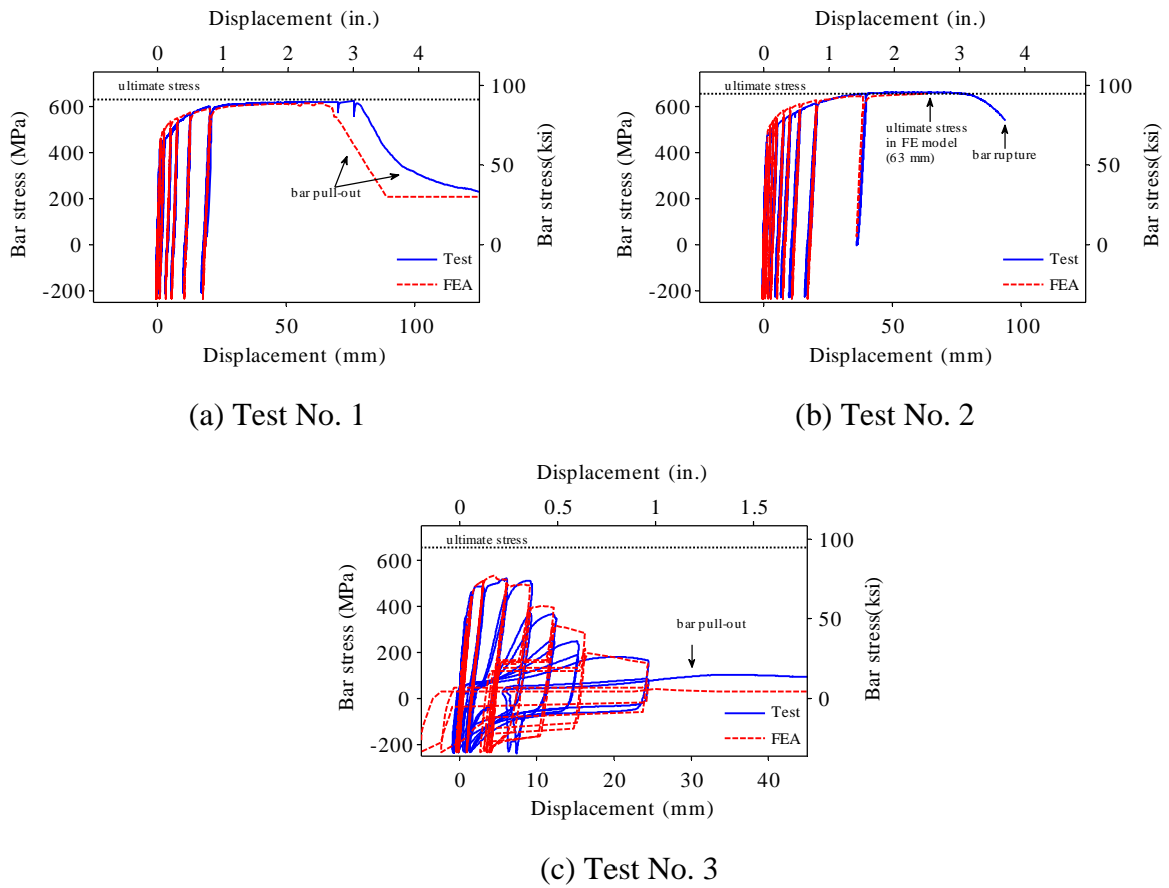 Displacement (in.)
0 1 2 3 4
ultimate stress
600
400
200
0
-200
Bar stress (MPa)
100
50
0
Bar stress(ksi)
bar pull-out
Test
FEA
0 50 100
Displacement (mm)
(a) Test No. 1
Displacement (in.)
0 1 2 3 4
ultimate stress
600
400
200
0
-200
Bar stress (MPa)
100
50
0
Bar stress(ksi)
ultimate stress
in FE model
(63 mm)
bar rupture
Test
FEA
0 50 100
Displacement (mm)
(b) Test No. 2
Displacement (in.)
0 0.5 1 1.5
ultimate stress
600
400
200
0
-200
Bar stress (MPa)
100
50
0
Bar stress(ksi)
bar pull-out
Test
FEA
0 10 20 30 40
Displacement (mm)
(c) Test No. 3